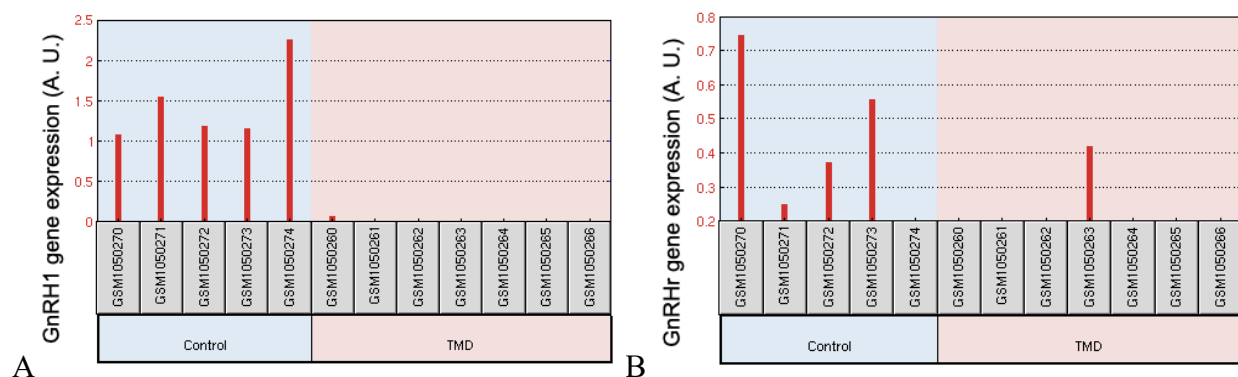 GnRH1 gene expression (A. U.)
2.5
2
1.5
1
0.5
0
GSM1050270
GSM1050271
GSM1050272
GSM1050273
GSM1050274
GSM1050260
GSM1050261
GSM1050262
GSM1050263
GSM1050264
GSM1050265
GSM1050266
Control
TMD
A
GnRHr gene expression (A. U.)
0.8
0.7
0.6
0.5
0.4
0.3
0.2
GSM1050270
GSM1050271
GSM1050272
GSM1050273
GSM1050274
GSM1050260
GSM1050261
GSM1050262
GSM1050263
GSM1050264
GSM1050265
GSM1050266
Control
TMD
B